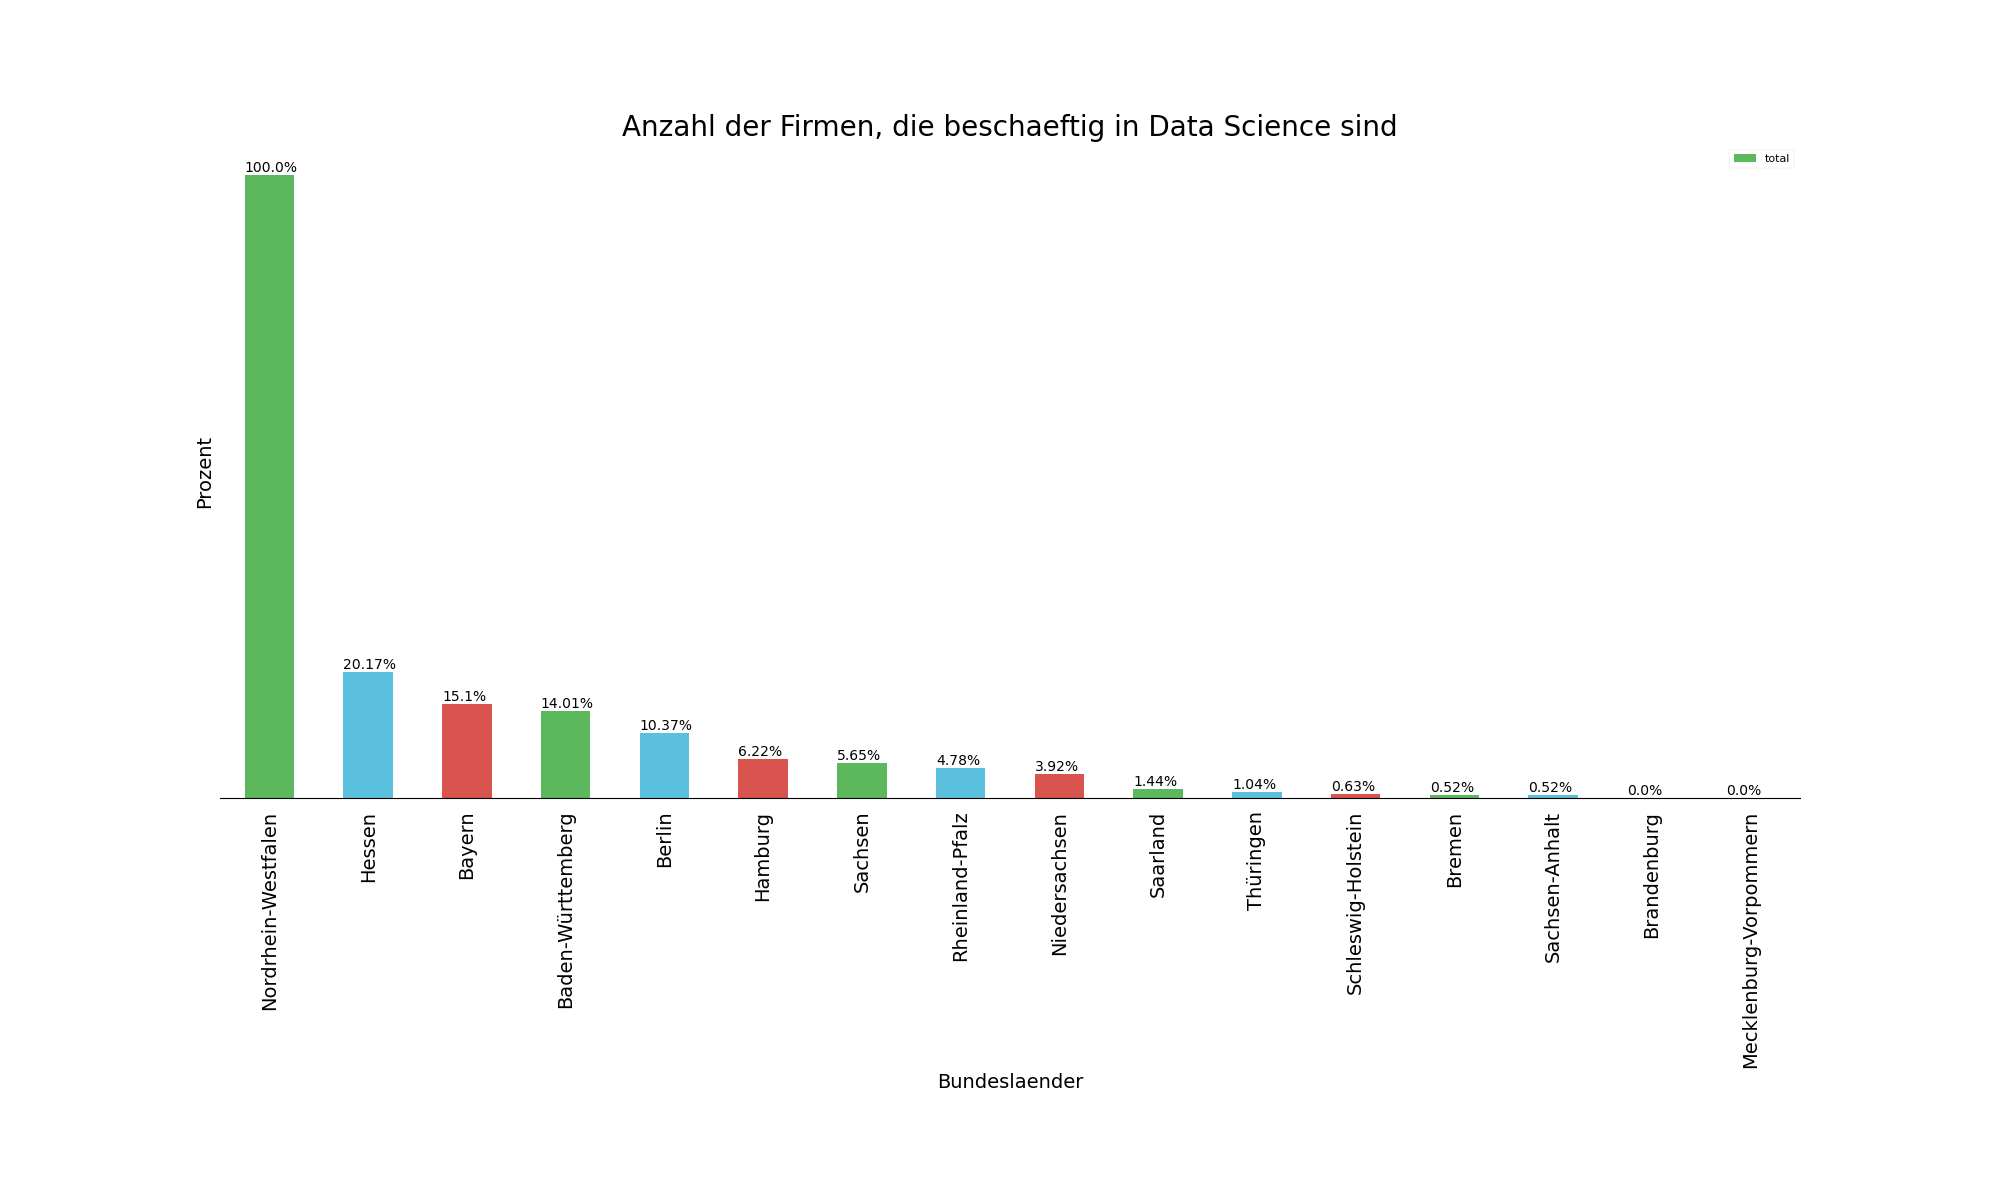 Anzahl der Firmen, die beschaeftig in Data Science sind
total
100.0%
20.17%
15.1%
14.01%
10.37%
6.22%
5.65%
4.78%
3.92%
1.44%
1.04%
0.63%
0.52%
0.52%
0.0%
0.0%
Prozent
Nordrhein-Westfalen
Hessen
Bayern
Baden-Württemberg
Berlin
Hamburg
Sachsen
Rheinland-Pfalz
Niedersachsen
Saarland
Thüringen
Schleswig-Holstein
Bremen
Sachsen-Anhalt
Brandenburg
Mecklenburg-Vorpommern
Bundeslaender